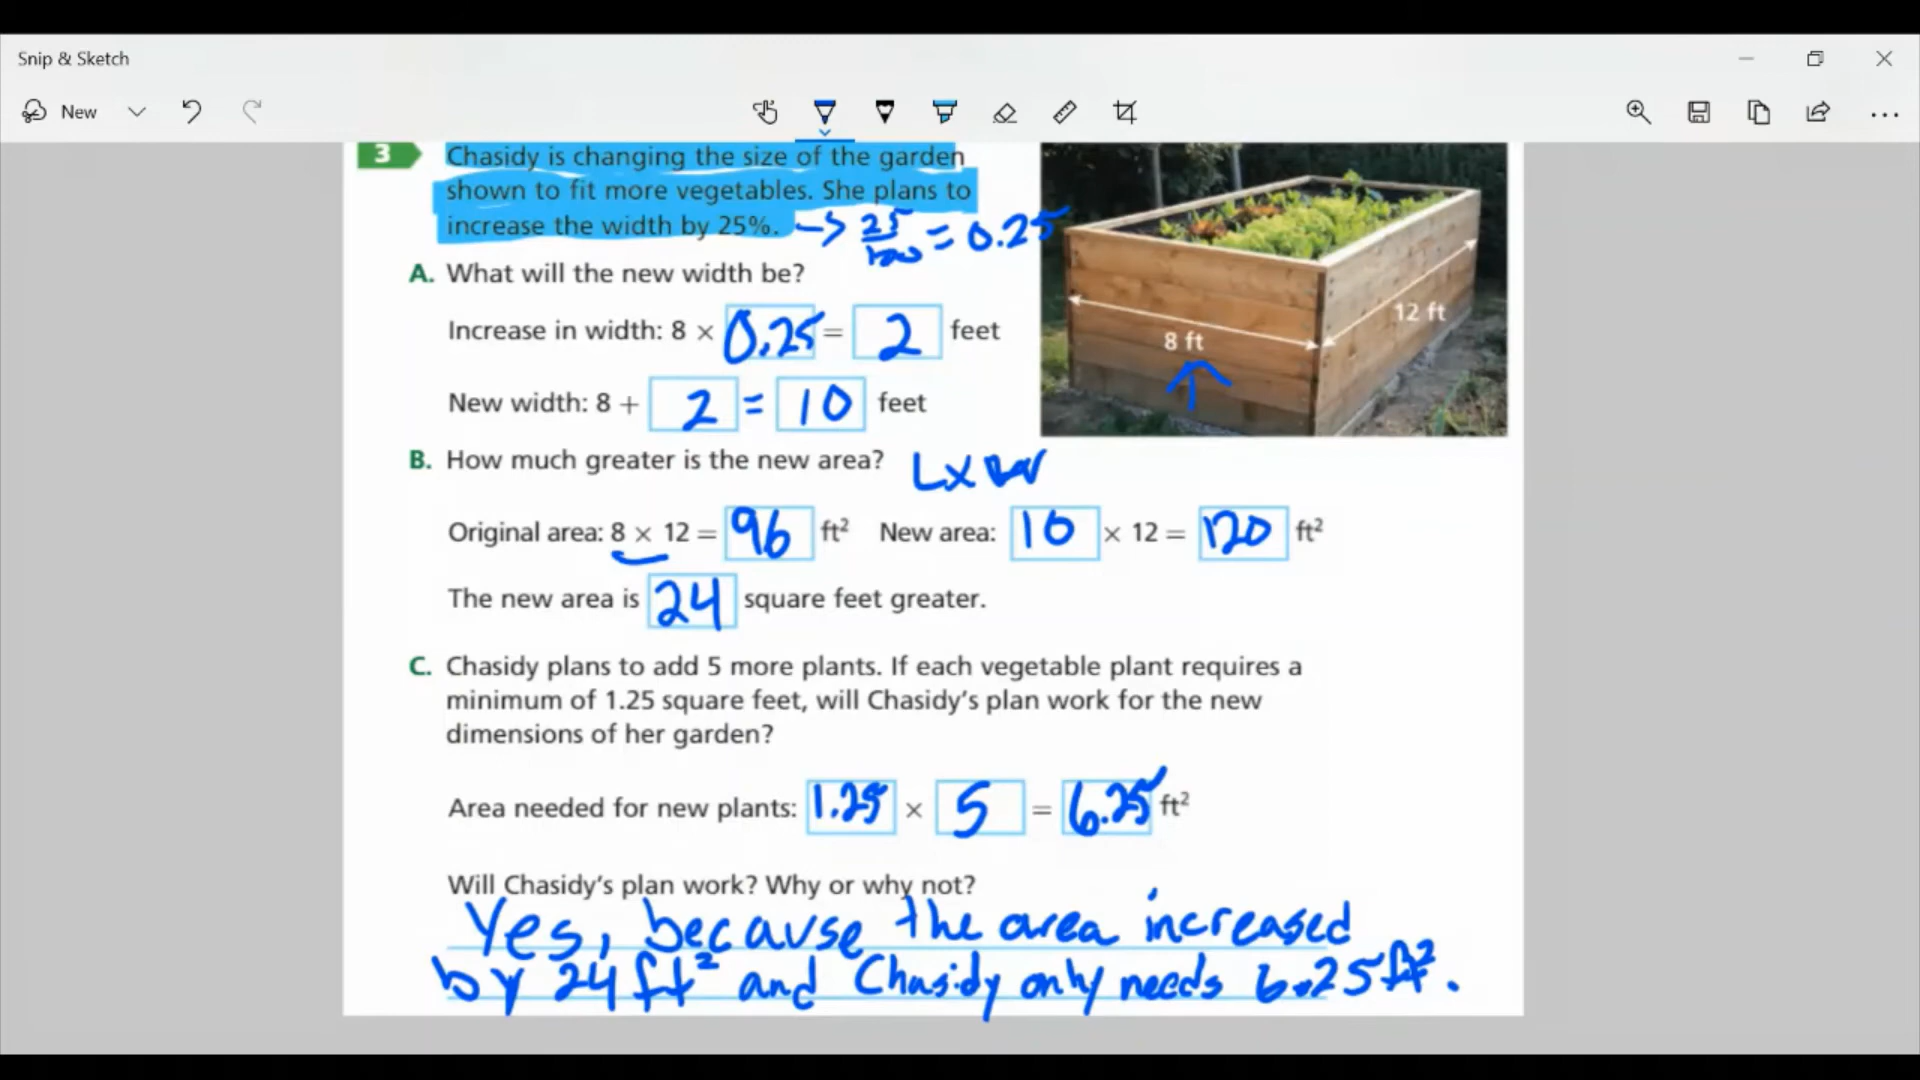 Snip & Sketch
New
3 Chasidy is changing the size of the garden
shown to fit more vegetables. She plans to
increase the width by 25%. → 25/100 = 0.25
A. What will the new width be?
Increase in width: 8 × 0.25 = 2 feet
12 ft
8 ft
New width: 8 + 2 = 10 feet
B. How much greater is the new area? L x W
Original area: 8 × 12 = 96 ft² New area: 10 × 12 = 120 ft²
The new area is 24 square feet greater.
C. Chasidy plans to add 5 more plants. If each vegetable plant requires a
minimum of 1.25 square feet, will Chasidy's plan work for the new
dimensions of her garden?
Area needed for new plants: 1.25 × 5 = 6.25 ft²
Will Chasidy's plan work? Why or why not?
Yes, because the area increased
by 24 ft² and Chasidy only needs 6.25 ft².